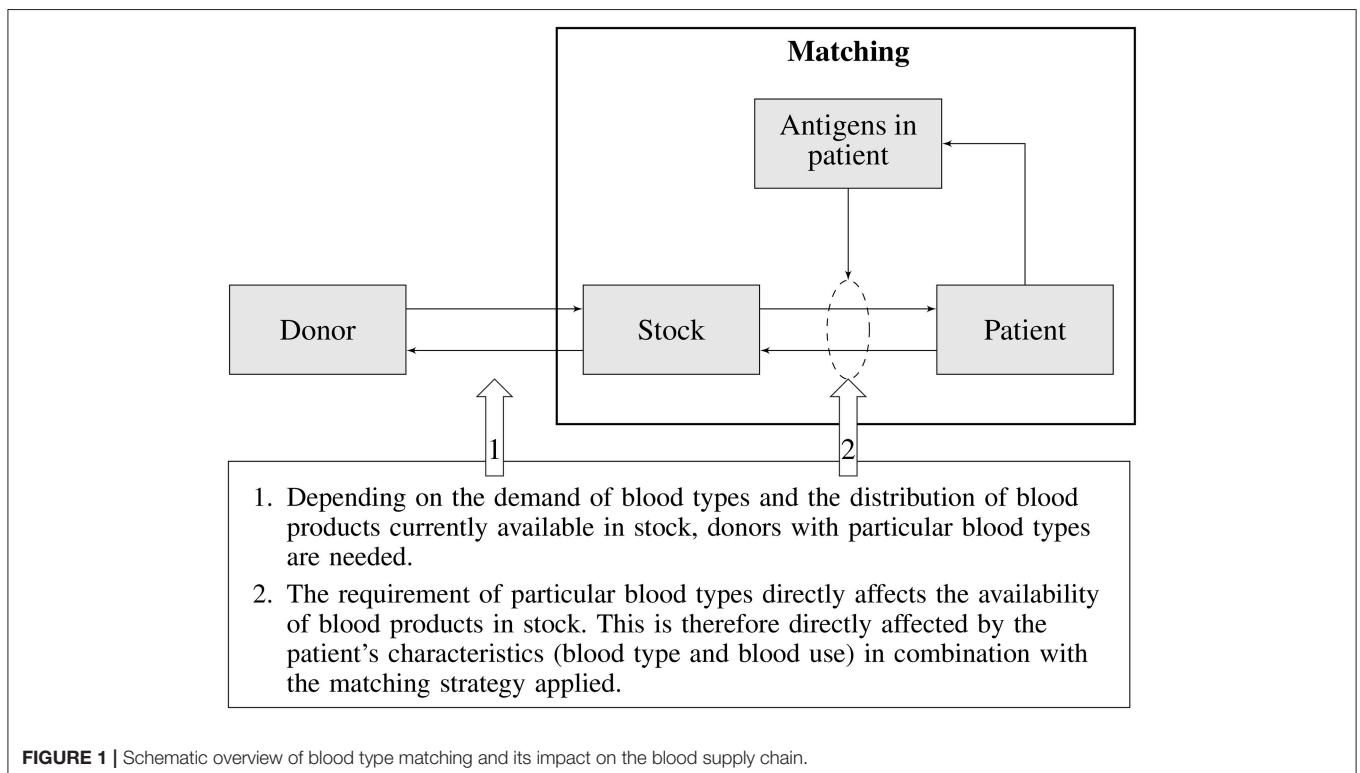 Matching
Antigens in
patient
Donor
Stock
Patient
1
2
1. Depending on the demand of blood types and the distribution of blood
products currently available in stock, donors with particular blood types
are needed.
2. The requirement of particular blood types directly affects the availability
of blood products in stock. This is therefore directly affected by the
patient's characteristics (blood type and blood use) in combination with
the matching strategy applied.
FIGURE 1 | Schematic overview of blood type matching and its impact on the blood supply chain.